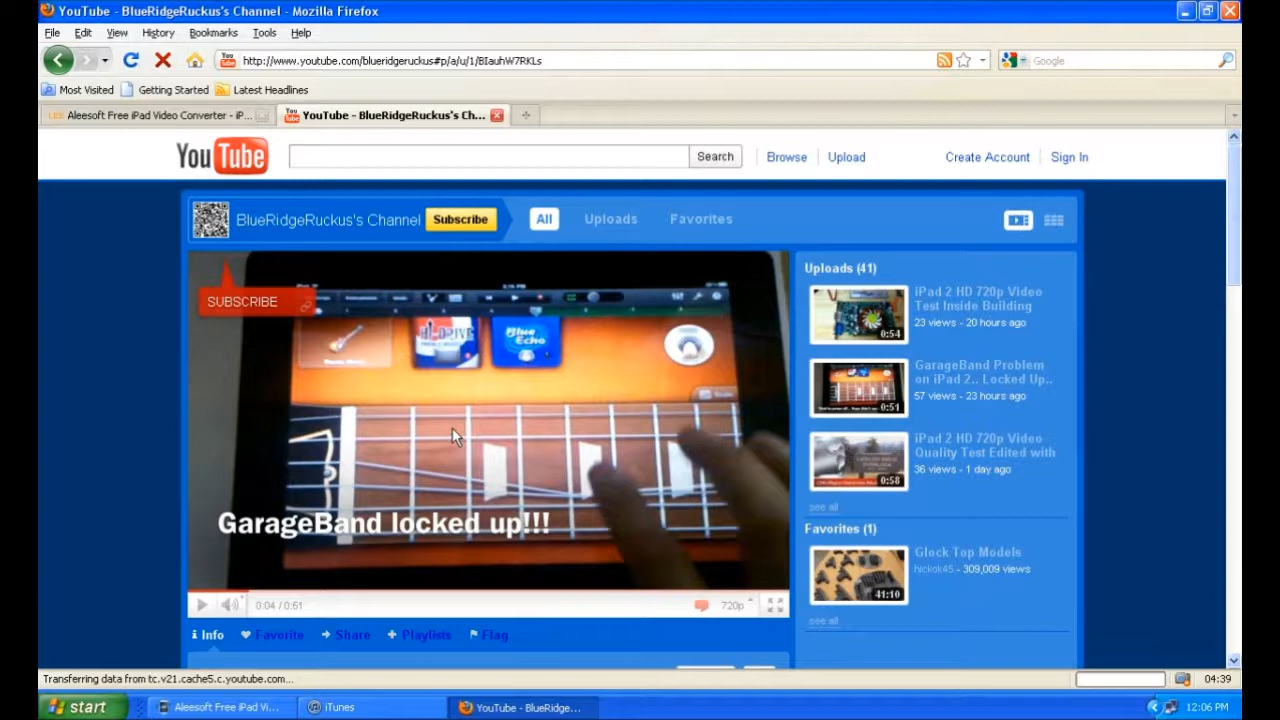 YouTube - BlueRidgeRuckus's Channel - Mozilla Firefox
File Edit View History Bookmarks Tools Help
http://www.youtube.com/blueridgeruckus#p/a/u/1/BIauhW7RKLs
Google
Most Visited Getting Started Latest Headlines
Aleesoft Free iPad Video Converter - iP...
YouTube - BlueRidgeRuckus's Ch...
YouTube
Search
Browse
Upload
Create Account
Sign In
BlueRidgeRuckus's Channel
Subscribe
All
Uploads
Favorites
SUBSCRIBE
HI-DRIVE
Blue Echo
GarageBand locked up!!!
0:04 / 0:51
720p
Info Favorite Share Playlists Flag
Uploads (41)
0:54
iPad 2 HD 720p Video
Test Inside Building
23 views - 20 hours ago
0:51
GarageBand Problem
on iPad 2.. Locked Up..
57 views - 23 hours ago
0:58
iPad 2 HD 720p Video
Quality Test Edited with
36 views - 1 day ago
see all
Favorites (1)
41:10
Glock Top Models
hickok45 - 309,009 views
see all
Transferring data from tc.v21.cache5.c.youtube.com...
04:39
start
Aleesoft Free iPad Vi...
iTunes
YouTube - BlueRidge...
12:06 PM